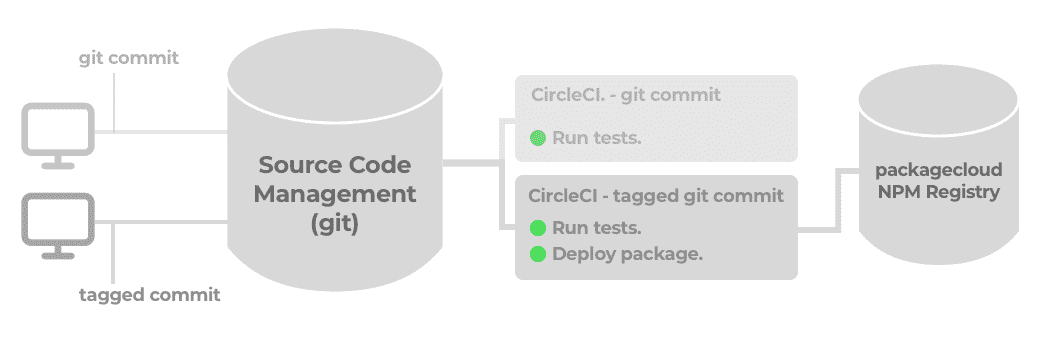 git commit
tagged commit
Source Code
Management
(git)
CircleCI. - git commit
Run tests.
CircleCI - tagged git commit
Run tests.
Deploy package.
packagecloud
NPM Registry